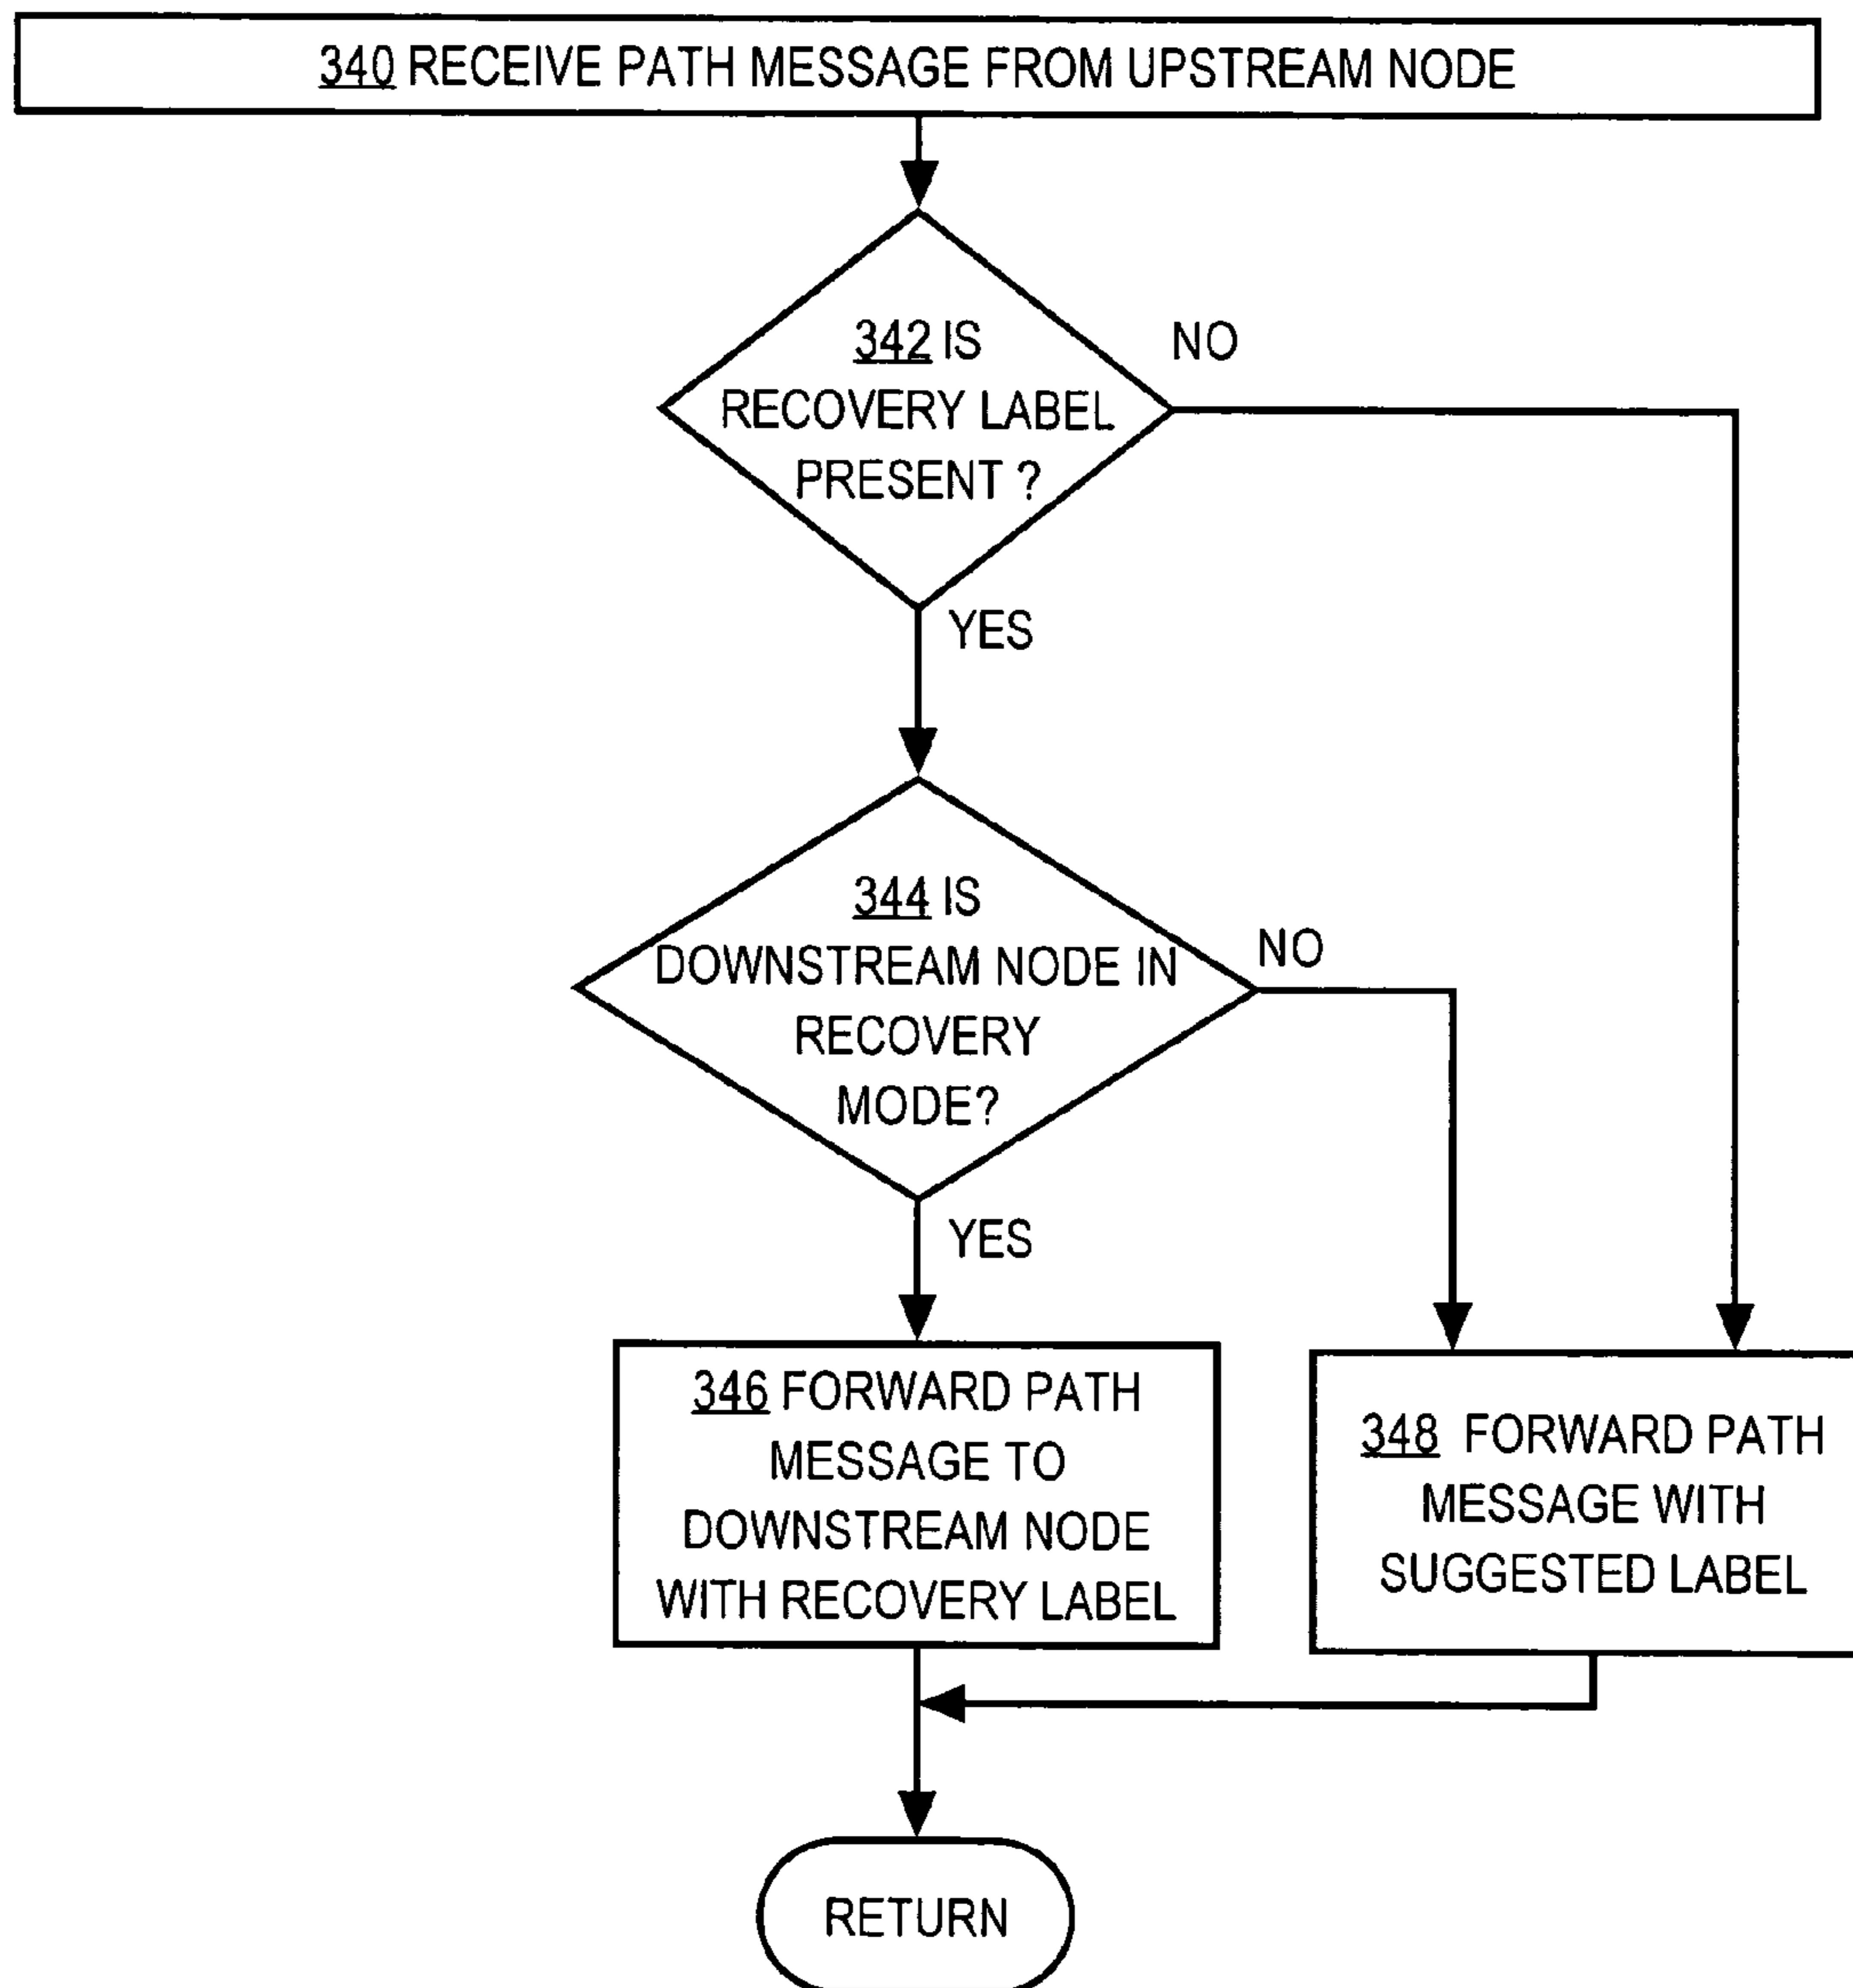 340 RECEIVE PATH MESSAGE FROM UPSTREAM NODE
342 IS
RECOVERY LABEL
PRESENT ?
NO
YES
344 IS
DOWNSTREAM NODE IN
RECOVERY
MODE?
NO
YES
346 FORWARD PATH
MESSAGE TO
DOWNSTREAM NODE
WITH RECOVERY LABEL
348 FORWARD PATH
MESSAGE WITH
SUGGESTED LABEL
RETURN